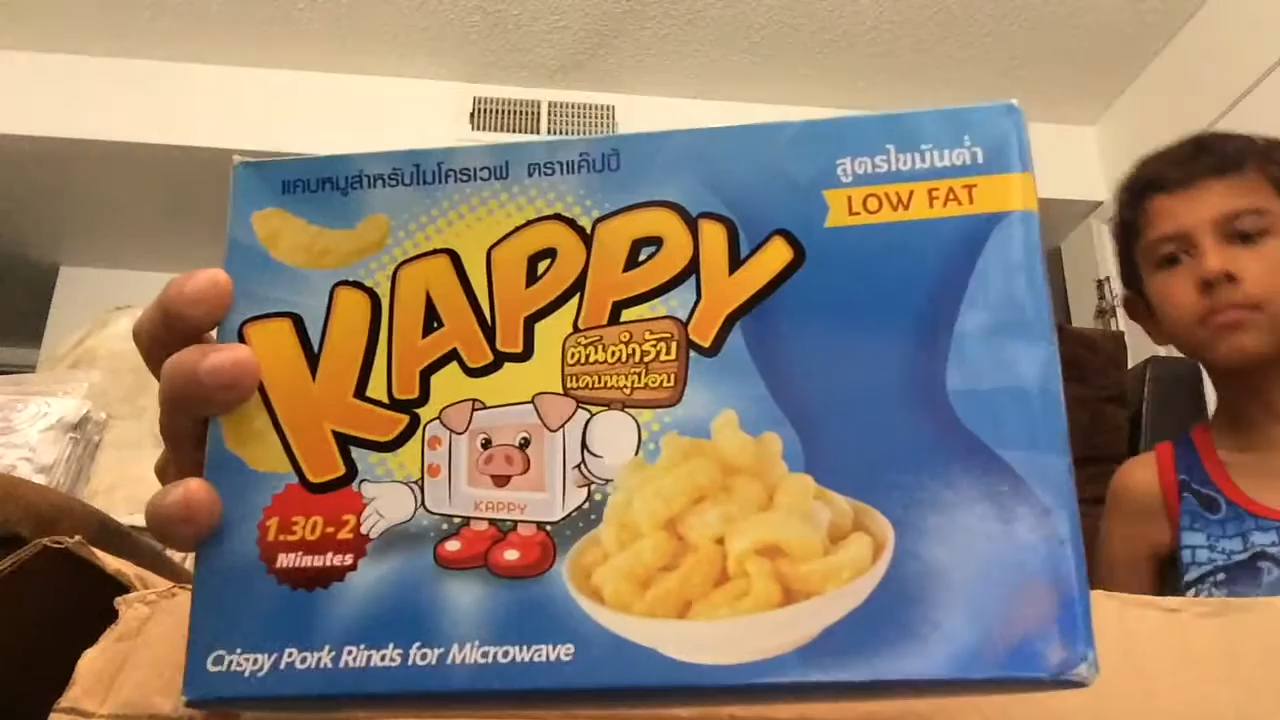 แคบหมูสำหรับไมโครเวฟ ตราแค๊ปปี้
สูตรไขมันต่ำ
LOW FAT
KAPPY
ต้นตำรับ
แคบหมูป๊อบ
KAPPY
1.30-2
Minutes
Crispy Pork Rinds for Microwave